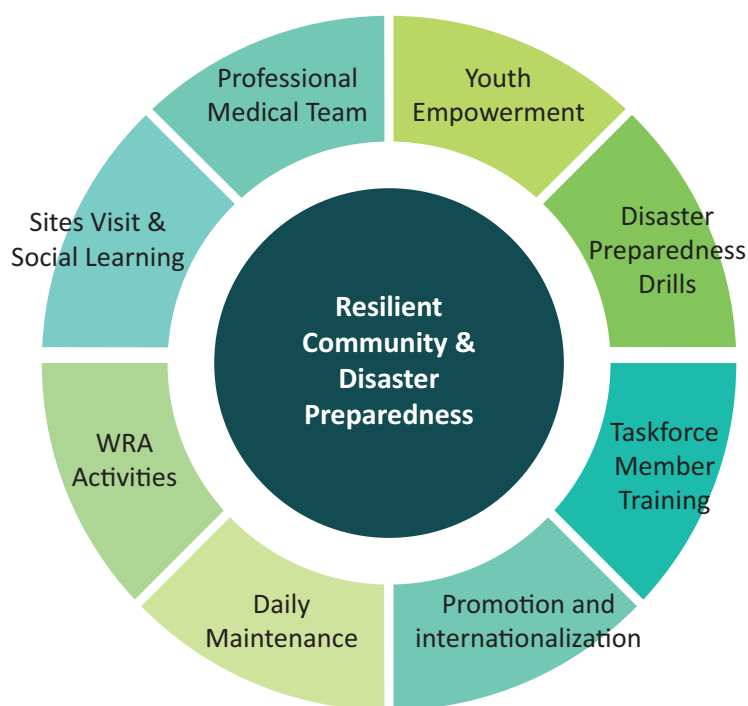 Professional
Medical Team
Youth
Empowerment
Sites Visit &
Social Learning
Disaster
Preparedness
Drills
Resilient
Community &
Disaster
Preparedness
WRA
Activities
Taskforce
Member
Training
Daily
Maintenance
Promotion and
internationalization